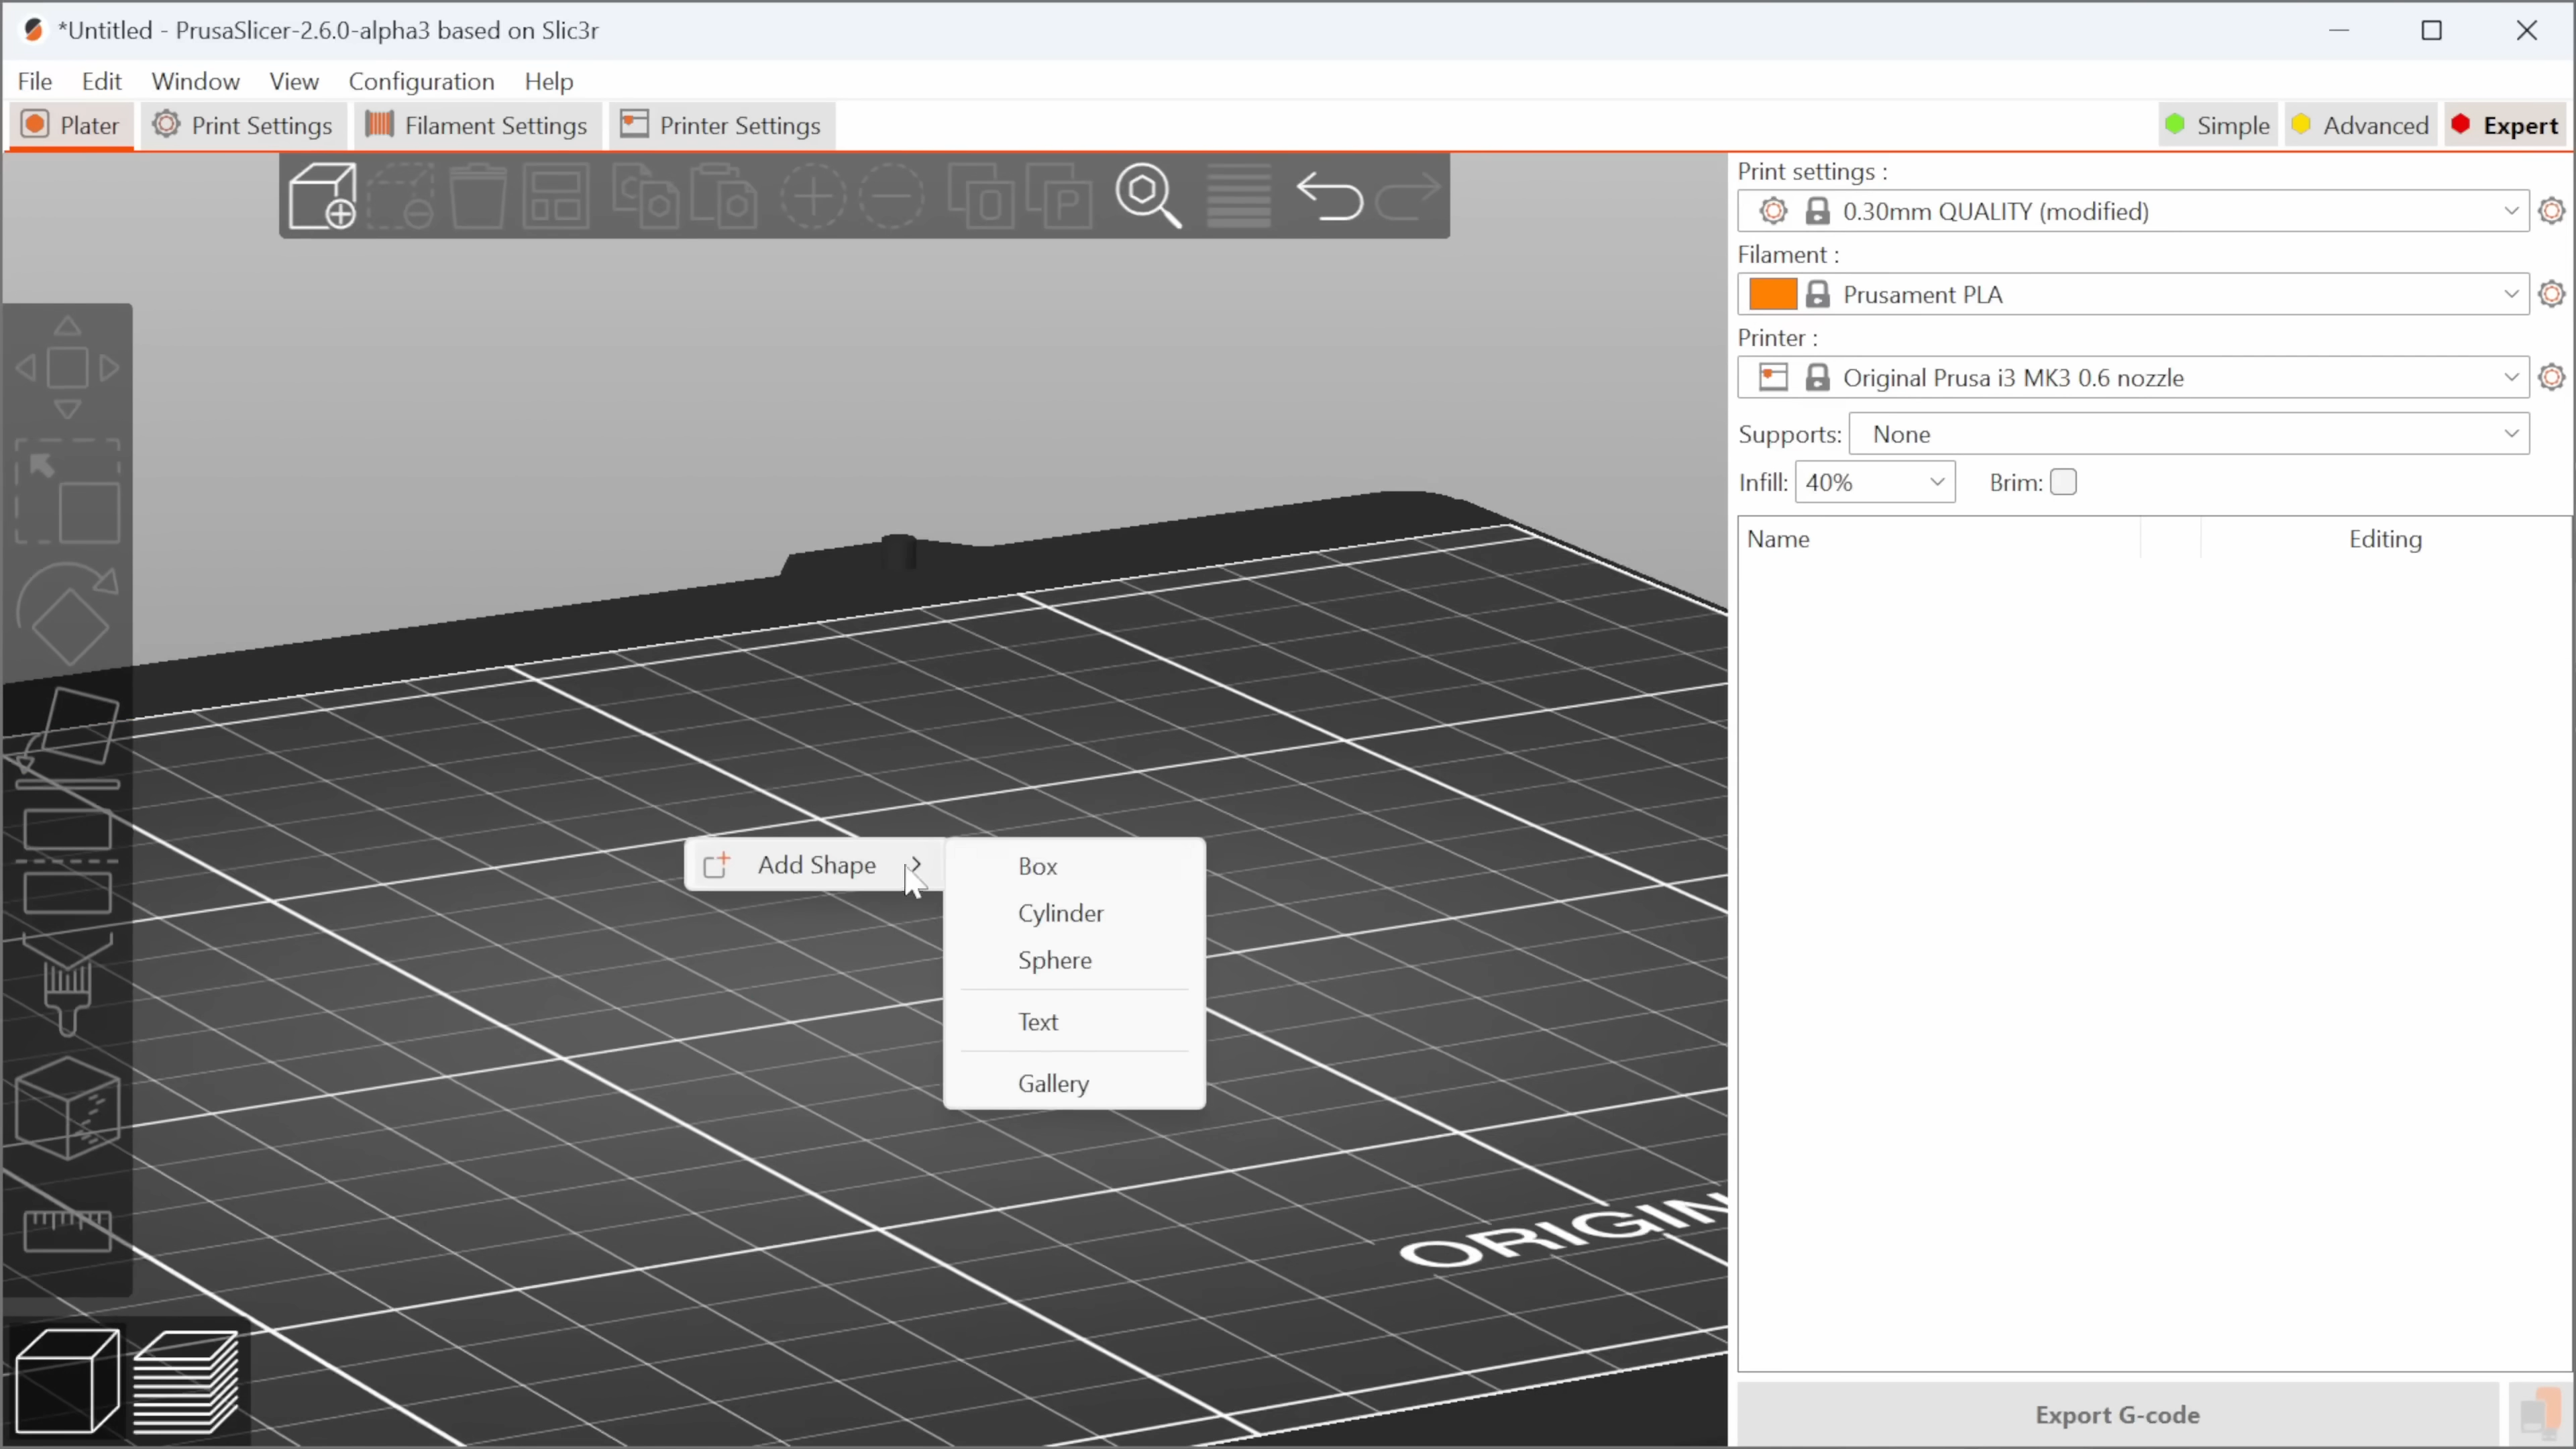 *Untitled - PrusaSlicer-2.6.0-alpha3 based on Slic3r
File Edit Window View Configuration Help
Plater Print Settings Filament Settings Printer Settings Simple Advanced Expert
Print settings :
0.30mm QUALITY (modified)
Filament :
Prusament PLA
Printer :
Original Prusa i3 MK3 0.6 nozzle
Supports: None
Infill: 40% Brim:
Name Editing
Add Shape
Box
Cylinder
Sphere
Text
Gallery
ORIGIN
Export G-code